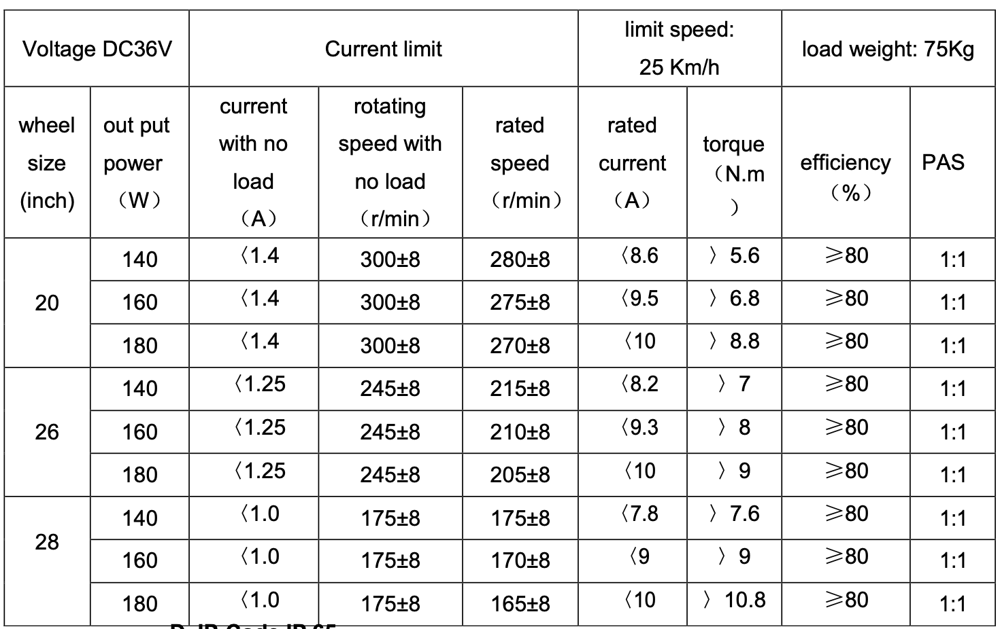 Voltage DC36V Current limit limit speed: 25 Km/h load weight: 75Kg
wheel size (inch) out put power（W） current with no load（A） rotating speed with no load（r/min） rated speed（r/min） rated current（A） torque（N.m） efficiency（%） PAS
20 140 〈1.4 300±8 280±8 〈8.6 〉5.6 ≥80 1:1
160 〈1.4 300±8 275±8 〈9.5 〉6.8 ≥80 1:1
180 〈1.4 300±8 270±8 〈10 〉8.8 ≥80 1:1
26 140 〈1.25 245±8 215±8 〈8.2 〉7 ≥80 1:1
160 〈1.25 245±8 210±8 〈9.3 〉8 ≥80 1:1
180 〈1.25 245±8 205±8 〈10 〉9 ≥80 1:1
28 140 〈1.0 175±8 175±8 〈7.8 〉7.6 ≥80 1:1
160 〈1.0 175±8 170±8 〈9 〉9 ≥80 1:1
180 〈1.0 175±8 165±8 〈10 〉10.8 ≥80 1:1